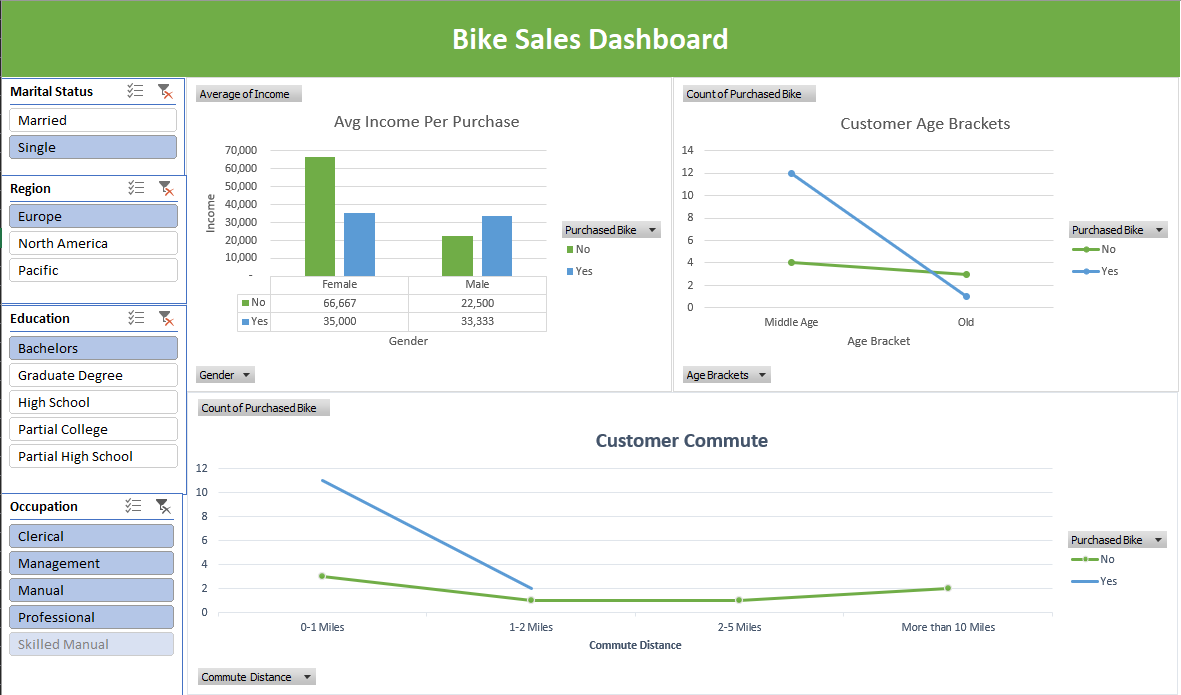 Bike Sales Dashboard
Marital Status
Married
Single
Region
Europe
North America
Pacific
Education
Bachelors
Graduate Degree
High School
Partial College
Partial High School
Occupation
Clerical
Management
Manual
Professional
Skilled Manual
Average of Income
Avg Income Per Purchase
70,000
60,000
50,000
40,000
30,000
20,000
10,000
-
Income
Female Male
No 66,667 22,500
Yes 35,000 33,333
Gender
Purchased Bike
No
Yes
Gender
Count of Purchased Bike
Customer Age Brackets
14
12
10
8
6
4
2
0
Middle Age Old
Age Bracket
Purchased Bike
No
Yes
Age Brackets
Count of Purchased Bike
Customer Commute
12
10
8
6
4
2
0
0-1 Miles 1-2 Miles 2-5 Miles More than 10 Miles
Commute Distance
Purchased Bike
No
Yes
Commute Distance